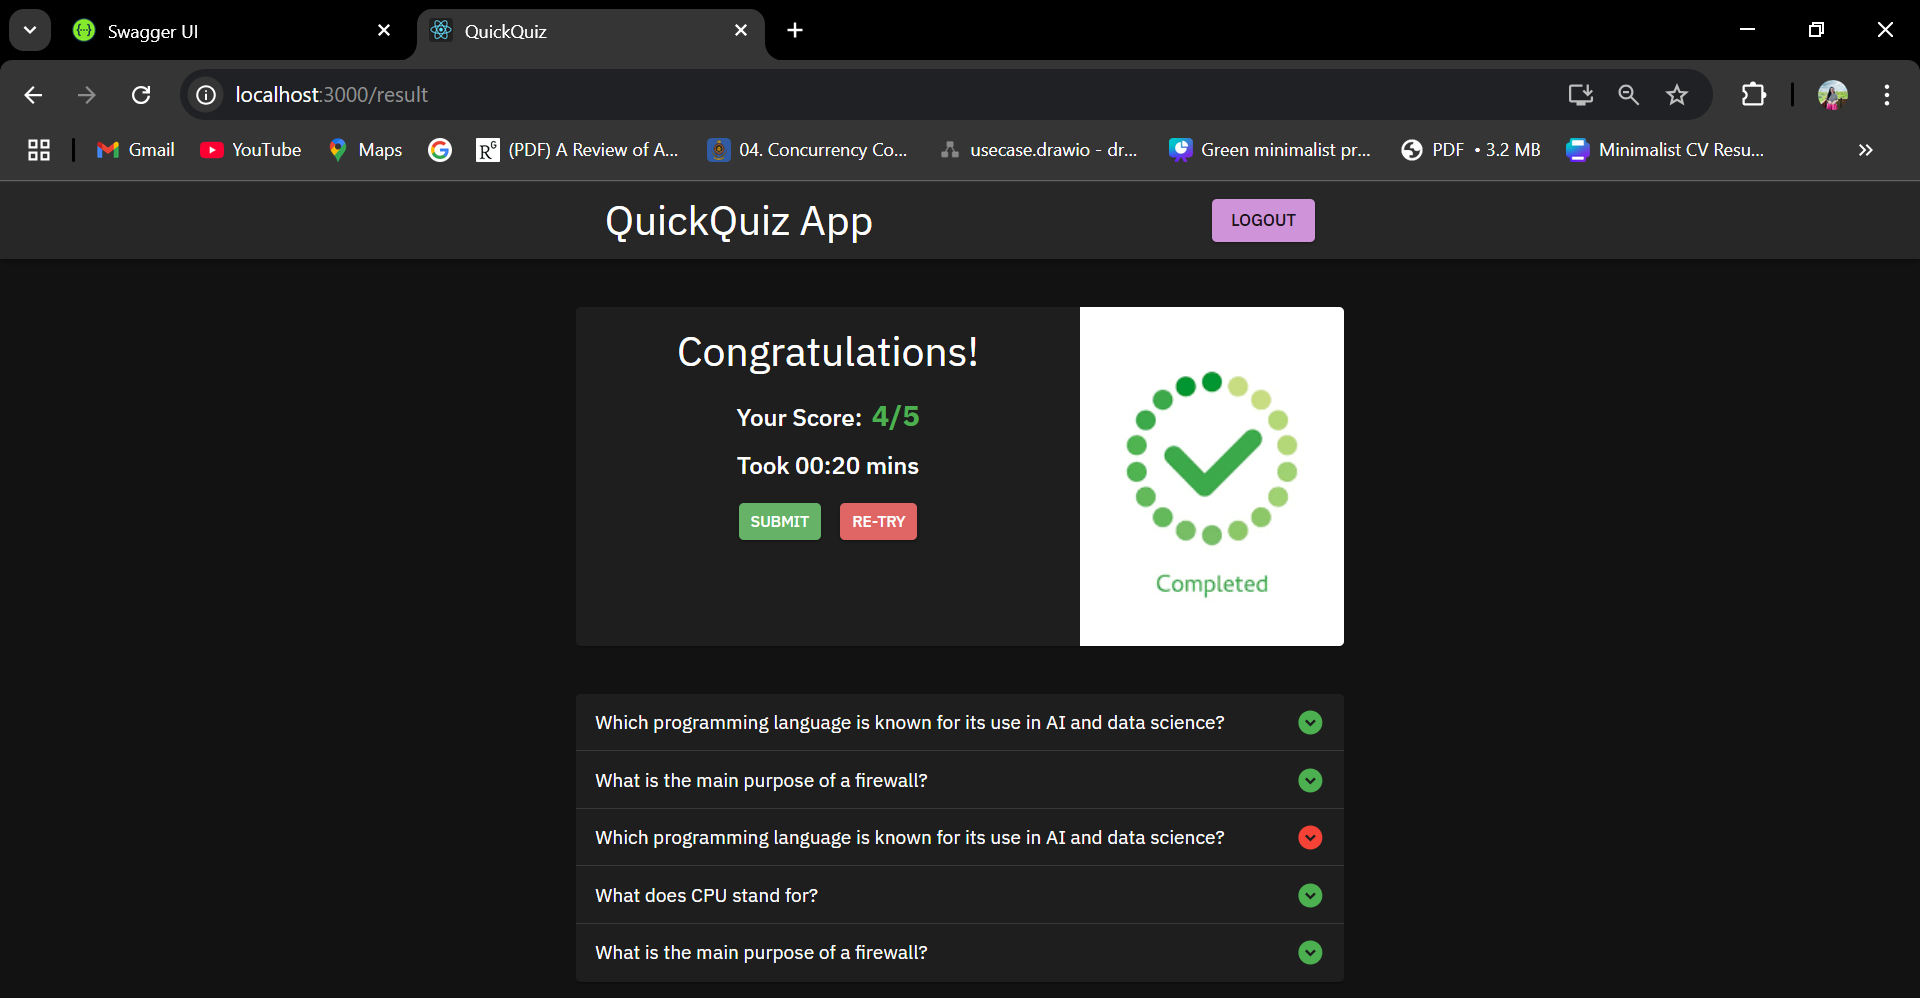 Swagger UI
QuickQuiz
localhost:3000/result
Gmail
YouTube
Maps
(PDF) A Review of A...
04. Concurrency Co...
usecase.drawio - dr...
Green minimalist pr...
PDF • 3.2 MB
Minimalist CV Resu...
QuickQuiz App
LOGOUT
Congratulations!
Your Score: 4/5
Took 00:20 mins
SUBMIT
RE-TRY
Completed
Which programming language is known for its use in AI and data science?
What is the main purpose of a firewall?
Which programming language is known for its use in AI and data science?
What does CPU stand for?
What is the main purpose of a firewall?